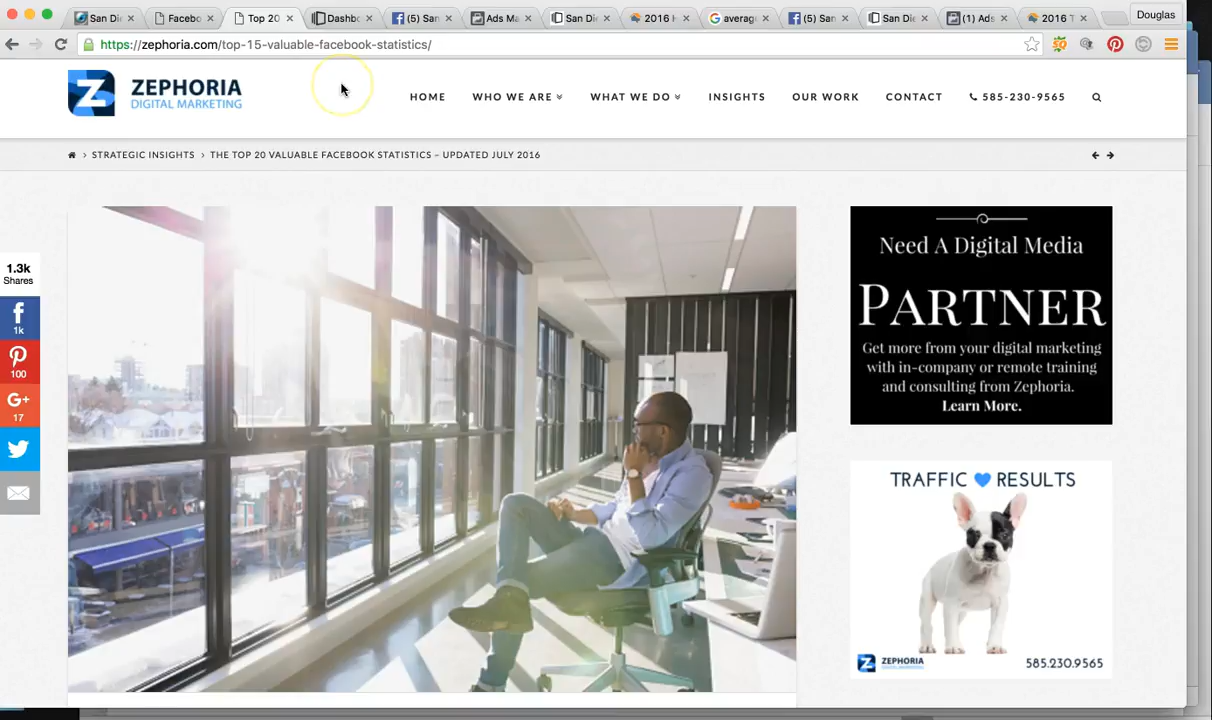 San Di
Facebo
Top 20
Dashb
(5) San
Ads Ma
San Di
2016 H
averag
(5) San
San Die
(1) Ads
2016 T
Douglas
https://zephoria.com/top-15-valuable-facebook-statistics/
ZEPHORIA
DIGITAL MARKETING
HOME
WHO WE ARE
WHAT WE DO
INSIGHTS
OUR WORK
CONTACT
585-230-9565
STRATEGIC INSIGHTS
THE TOP 20 VALUABLE FACEBOOK STATISTICS – UPDATED JULY 2016
1.3k
Shares
1k
100
G+
17
Need A Digital Media
PARTNER
Get more from your digital marketing
with in-company or remote training
and consulting from Zephoria.
Learn More.
TRAFFIC RESULTS
ZEPHORIA
585.230.9565